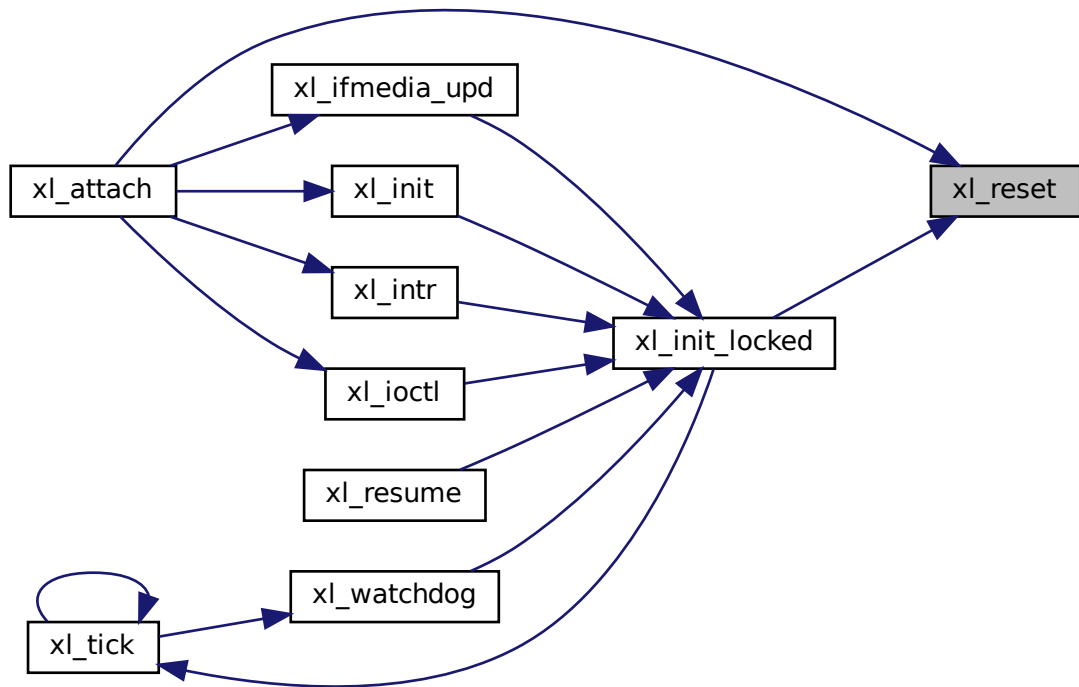 xl_ifmedia_upd
xl_attach
xl_init
xl_reset
xl_intr
xl_init_locked
xl_ioctl
xl_resume
xl_watchdog
xl_tick